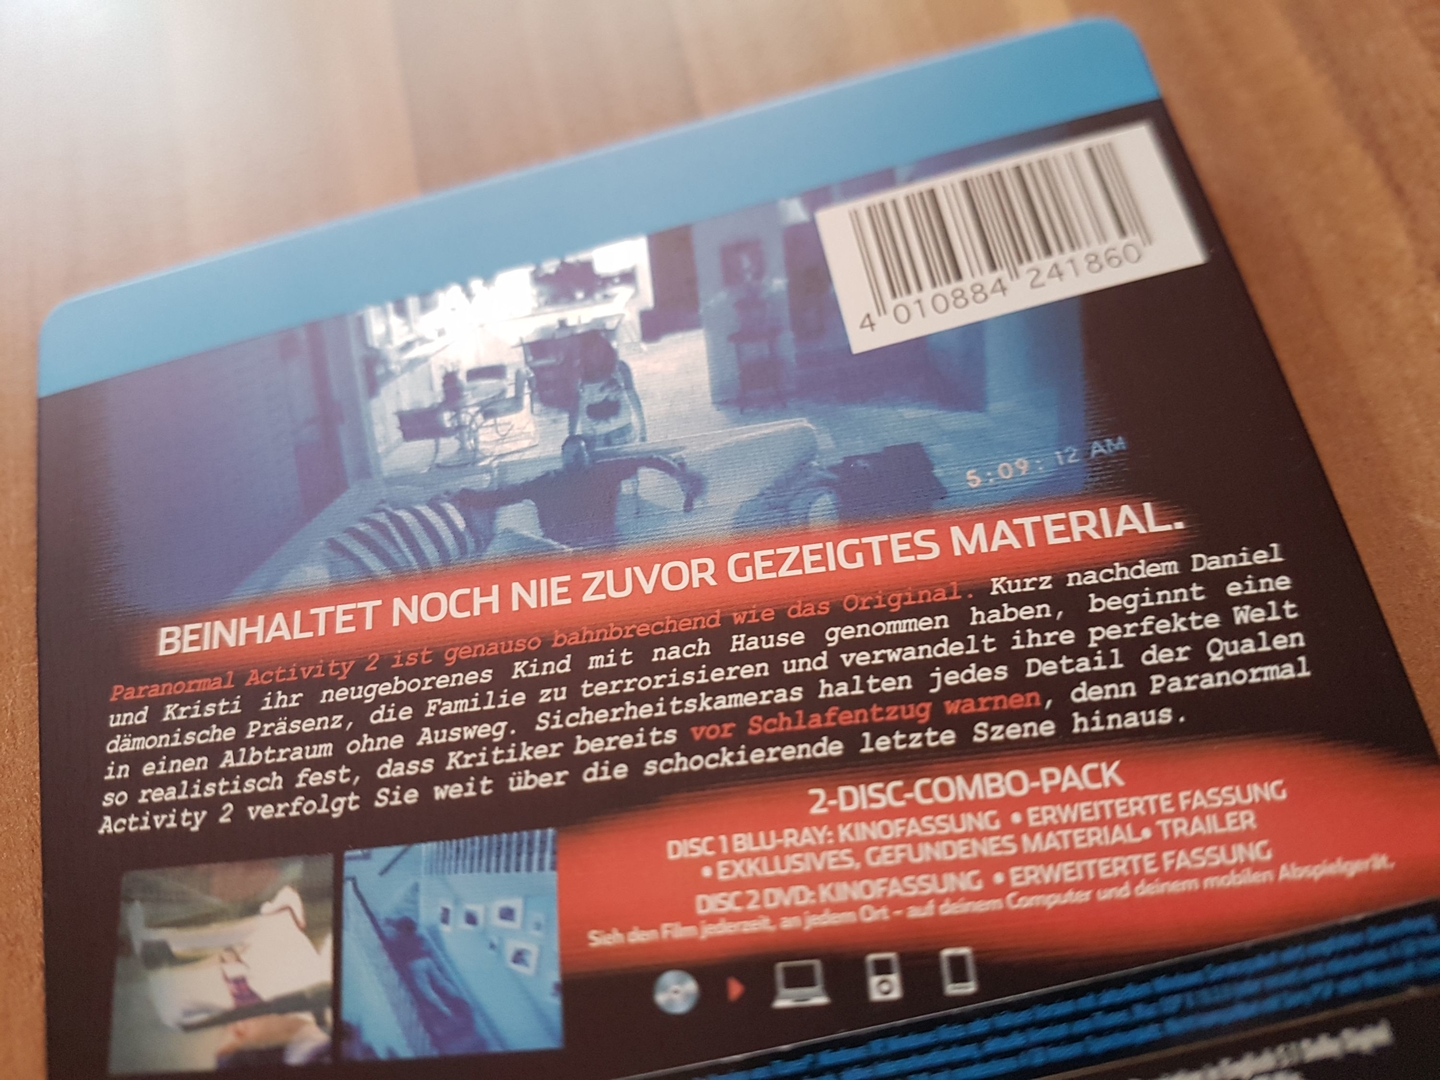 4 010884 241860
5:09:12 AM
BEINHALTET NOCH NIE ZUVOR GEZEIGTES MATERIAL.
Paranormal Activity 2 ist genauso bahnbrechend wie das Original. Kurz nachdem Daniel
und Kristi ihr neugeborenes Kind mit nach Hause genommen haben, beginnt eine
dämonische Präsenz, die Familie zu terrorisieren und verwandelt ihre perfekte Welt
in einen Albtraum ohne Ausweg. Sicherheitskameras halten jedes Detail der Qualen
so realistisch fest, dass Kritiker bereits vor Schlafentzug warnen, denn Paranormal
Activity 2 verfolgt Sie weit über die schockierende letzte Szene hinaus.
2-DISC-COMBO-PACK
DISC 1 BLU-RAY: KINOFASSUNG • ERWEITERTE FASSUNG
• EXKLUSIVES, GEFUNDENES MATERIAL • TRAILER
DISC 2 DVD: KINOFASSUNG • ERWEITERTE FASSUNG
Sieh den Film jederzeit, an jedem Ort – auf deinem Computer und deinem mobilen Abspielgerät.